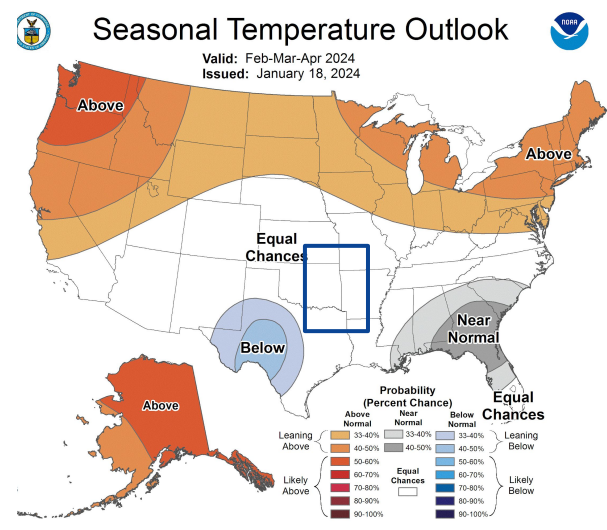 Seasonal Temperature Outlook
NOAA
Valid: Feb-Mar-Apr 2024
Issued: January 18, 2024
Above
Above
Equal
Chances
Below
Near
Normal
Equal
Chances
Above
Probability
(Percent Chance)
Above
Normal
Near
Normal
Below
Normal
Leaning
Above
33-40%
40-50%
33-40%
40-50%
33-40%
40-50%
Leaning
Below
Likely
Above
50-60%
60-70%
70-80%
80-90%
90-100%
Equal
Chances
50-60%
60-70%
70-80%
80-90%
90-100%
Likely
Below